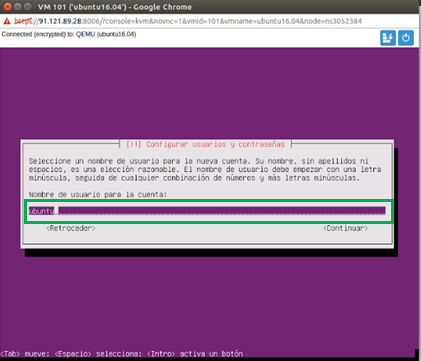 VM 101 ('ubuntu16.04') - Google Chrome
https://91.121.89.28:8006/?console=kvm&novnc=1&vmid=101&vmname=ubuntu16.04&node=ns3052384
Connected (encrypted) to: QEMU (ubuntu16.04)
[!!] Configurar usuarios y contraseñas
Seleccione un nombre de usuario para la nueva cuenta. Su nombre, sin apellidos ni
espacios, es una elección razonable. El nombre de usuario debe empezar con una letra
minúscula, seguida de cualquier combinación de números y más letras minúsculas.
Nombre de usuario para la cuenta:
ubuntu
<Retroceder> <Continuar>
<Tab> mueve; <Espacio> selecciona; <Intro> activa un botón